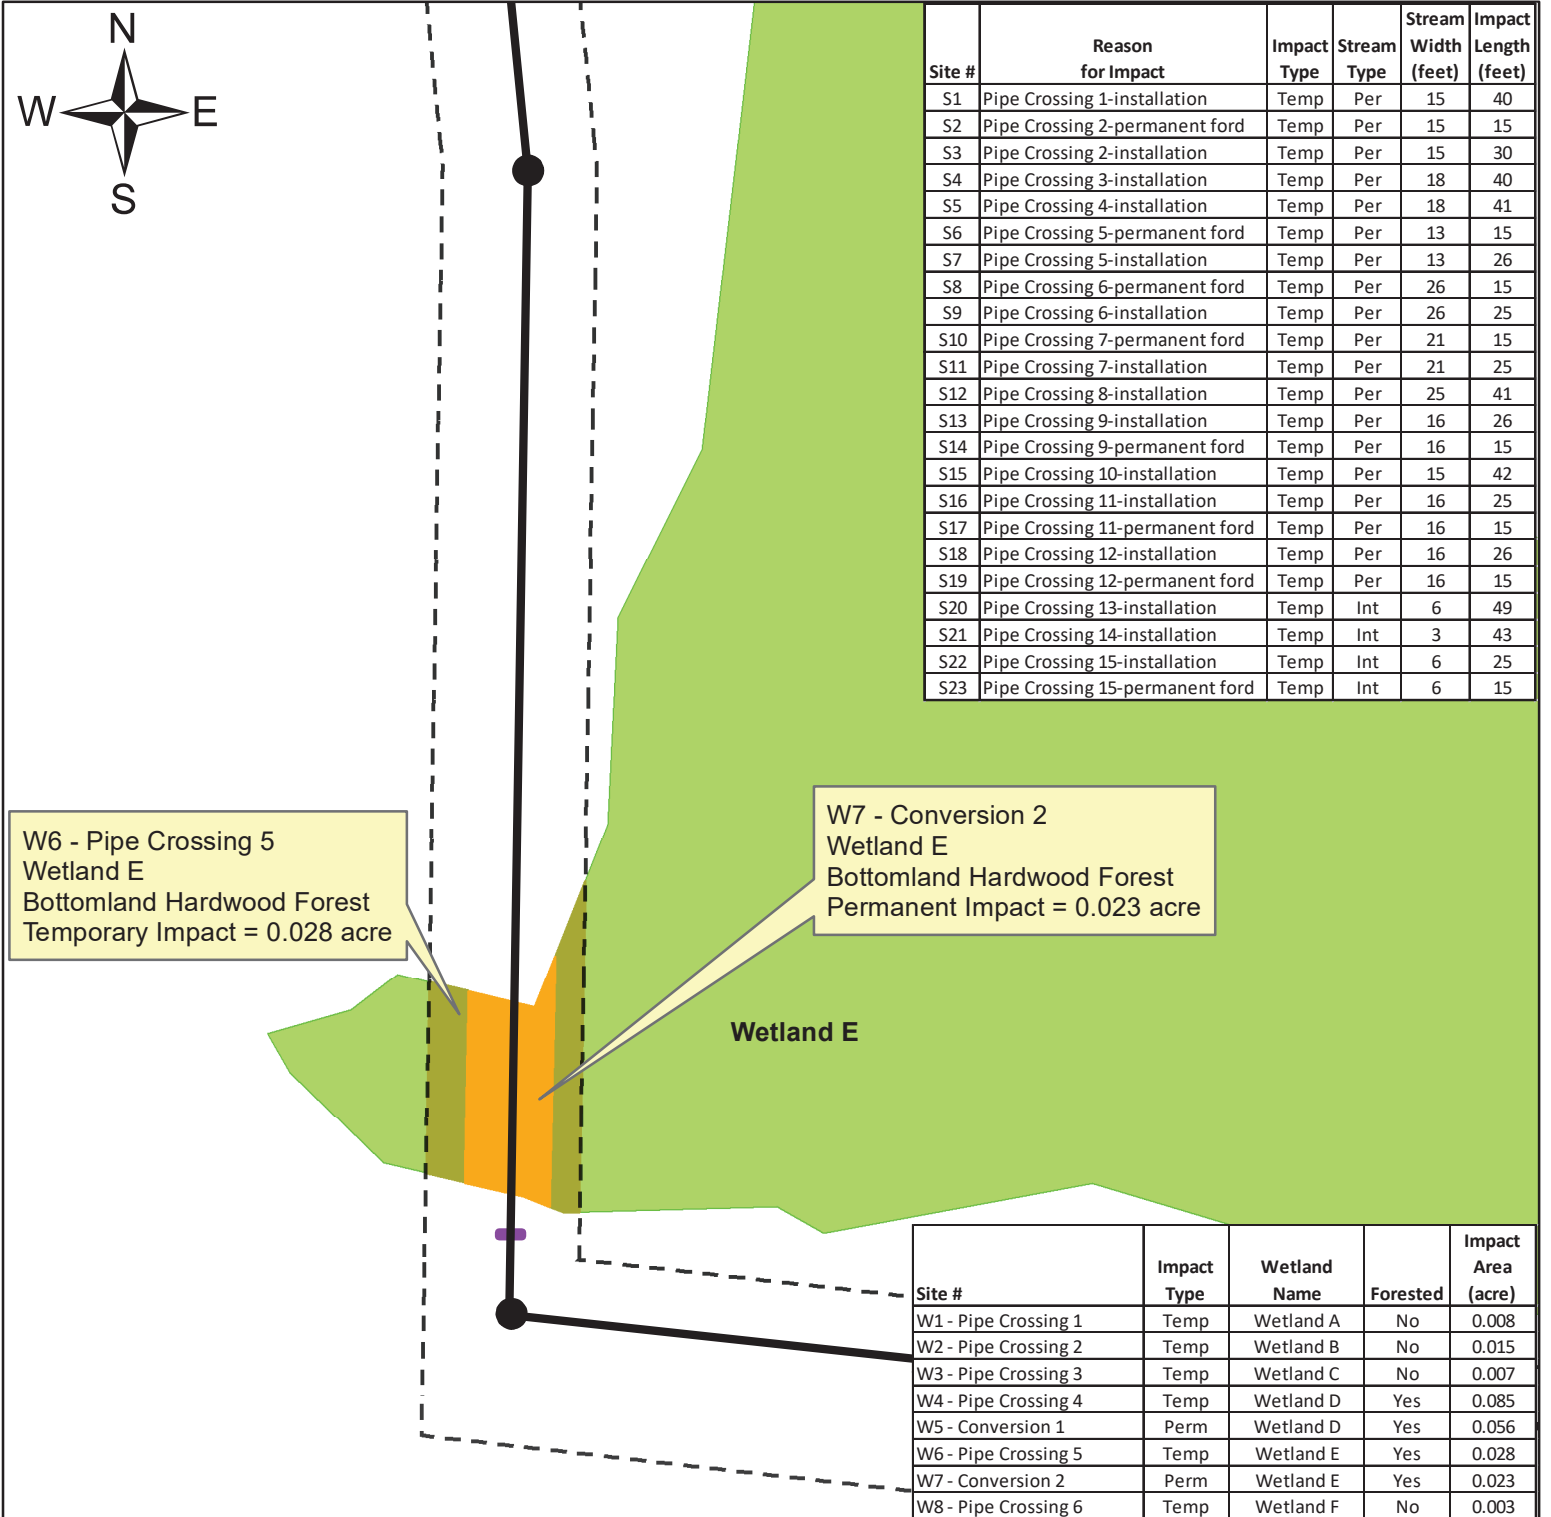 N
W E
S
Site # Reason for Impact Impact Type Stream Type Stream Width (feet) Impact Length (feet)
S1 Pipe Crossing 1-installation Temp Per 15 40
S2 Pipe Crossing 2-permanent ford Temp Per 15 15
S3 Pipe Crossing 2-installation Temp Per 15 30
S4 Pipe Crossing 3-installation Temp Per 18 40
S5 Pipe Crossing 4-installation Temp Per 18 41
S6 Pipe Crossing 5-permanent ford Temp Per 13 15
S7 Pipe Crossing 5-installation Temp Per 13 26
S8 Pipe Crossing 6-permanent ford Temp Per 26 15
S9 Pipe Crossing 6-installation Temp Per 26 25
S10 Pipe Crossing 7-permanent ford Temp Per 21 15
S11 Pipe Crossing 7-installation Temp Per 21 25
S12 Pipe Crossing 8-installation Temp Per 25 41
S13 Pipe Crossing 9-installation Temp Per 16 26
S14 Pipe Crossing 9-permanent ford Temp Per 16 15
S15 Pipe Crossing 10-installation Temp Per 15 42
S16 Pipe Crossing 11-installation Temp Per 16 25
S17 Pipe Crossing 11-permanent ford Temp Per 16 15
S18 Pipe Crossing 12-installation Temp Per 16 26
S19 Pipe Crossing 12-permanent ford Temp Per 16 15
S20 Pipe Crossing 13-installation Temp Int 6 49
S21 Pipe Crossing 14-installation Temp Int 3 43
S22 Pipe Crossing 15-installation Temp Int 6 25
S23 Pipe Crossing 15-permanent ford Temp Int 6 15
W6 - Pipe Crossing 5
Wetland E
Bottomland Hardwood Forest
Temporary Impact = 0.028 acre
W7 - Conversion 2
Wetland E
Bottomland Hardwood Forest
Permanent Impact = 0.023 acre
Wetland E
Site # Impact Type Wetland Name Forested Impact Area (acre)
W1 - Pipe Crossing 1 Temp Wetland A No 0.008
W2 - Pipe Crossing 2 Temp Wetland B No 0.015
W3 - Pipe Crossing 3 Temp Wetland C No 0.007
W4 - Pipe Crossing 4 Temp Wetland D Yes 0.085
W5 - Conversion 1 Perm Wetland D Yes 0.056
W6 - Pipe Crossing 5 Temp Wetland E Yes 0.028
W7 - Conversion 2 Perm Wetland E Yes 0.023
W8 - Pipe Crossing 6 Temp Wetland F No 0.003